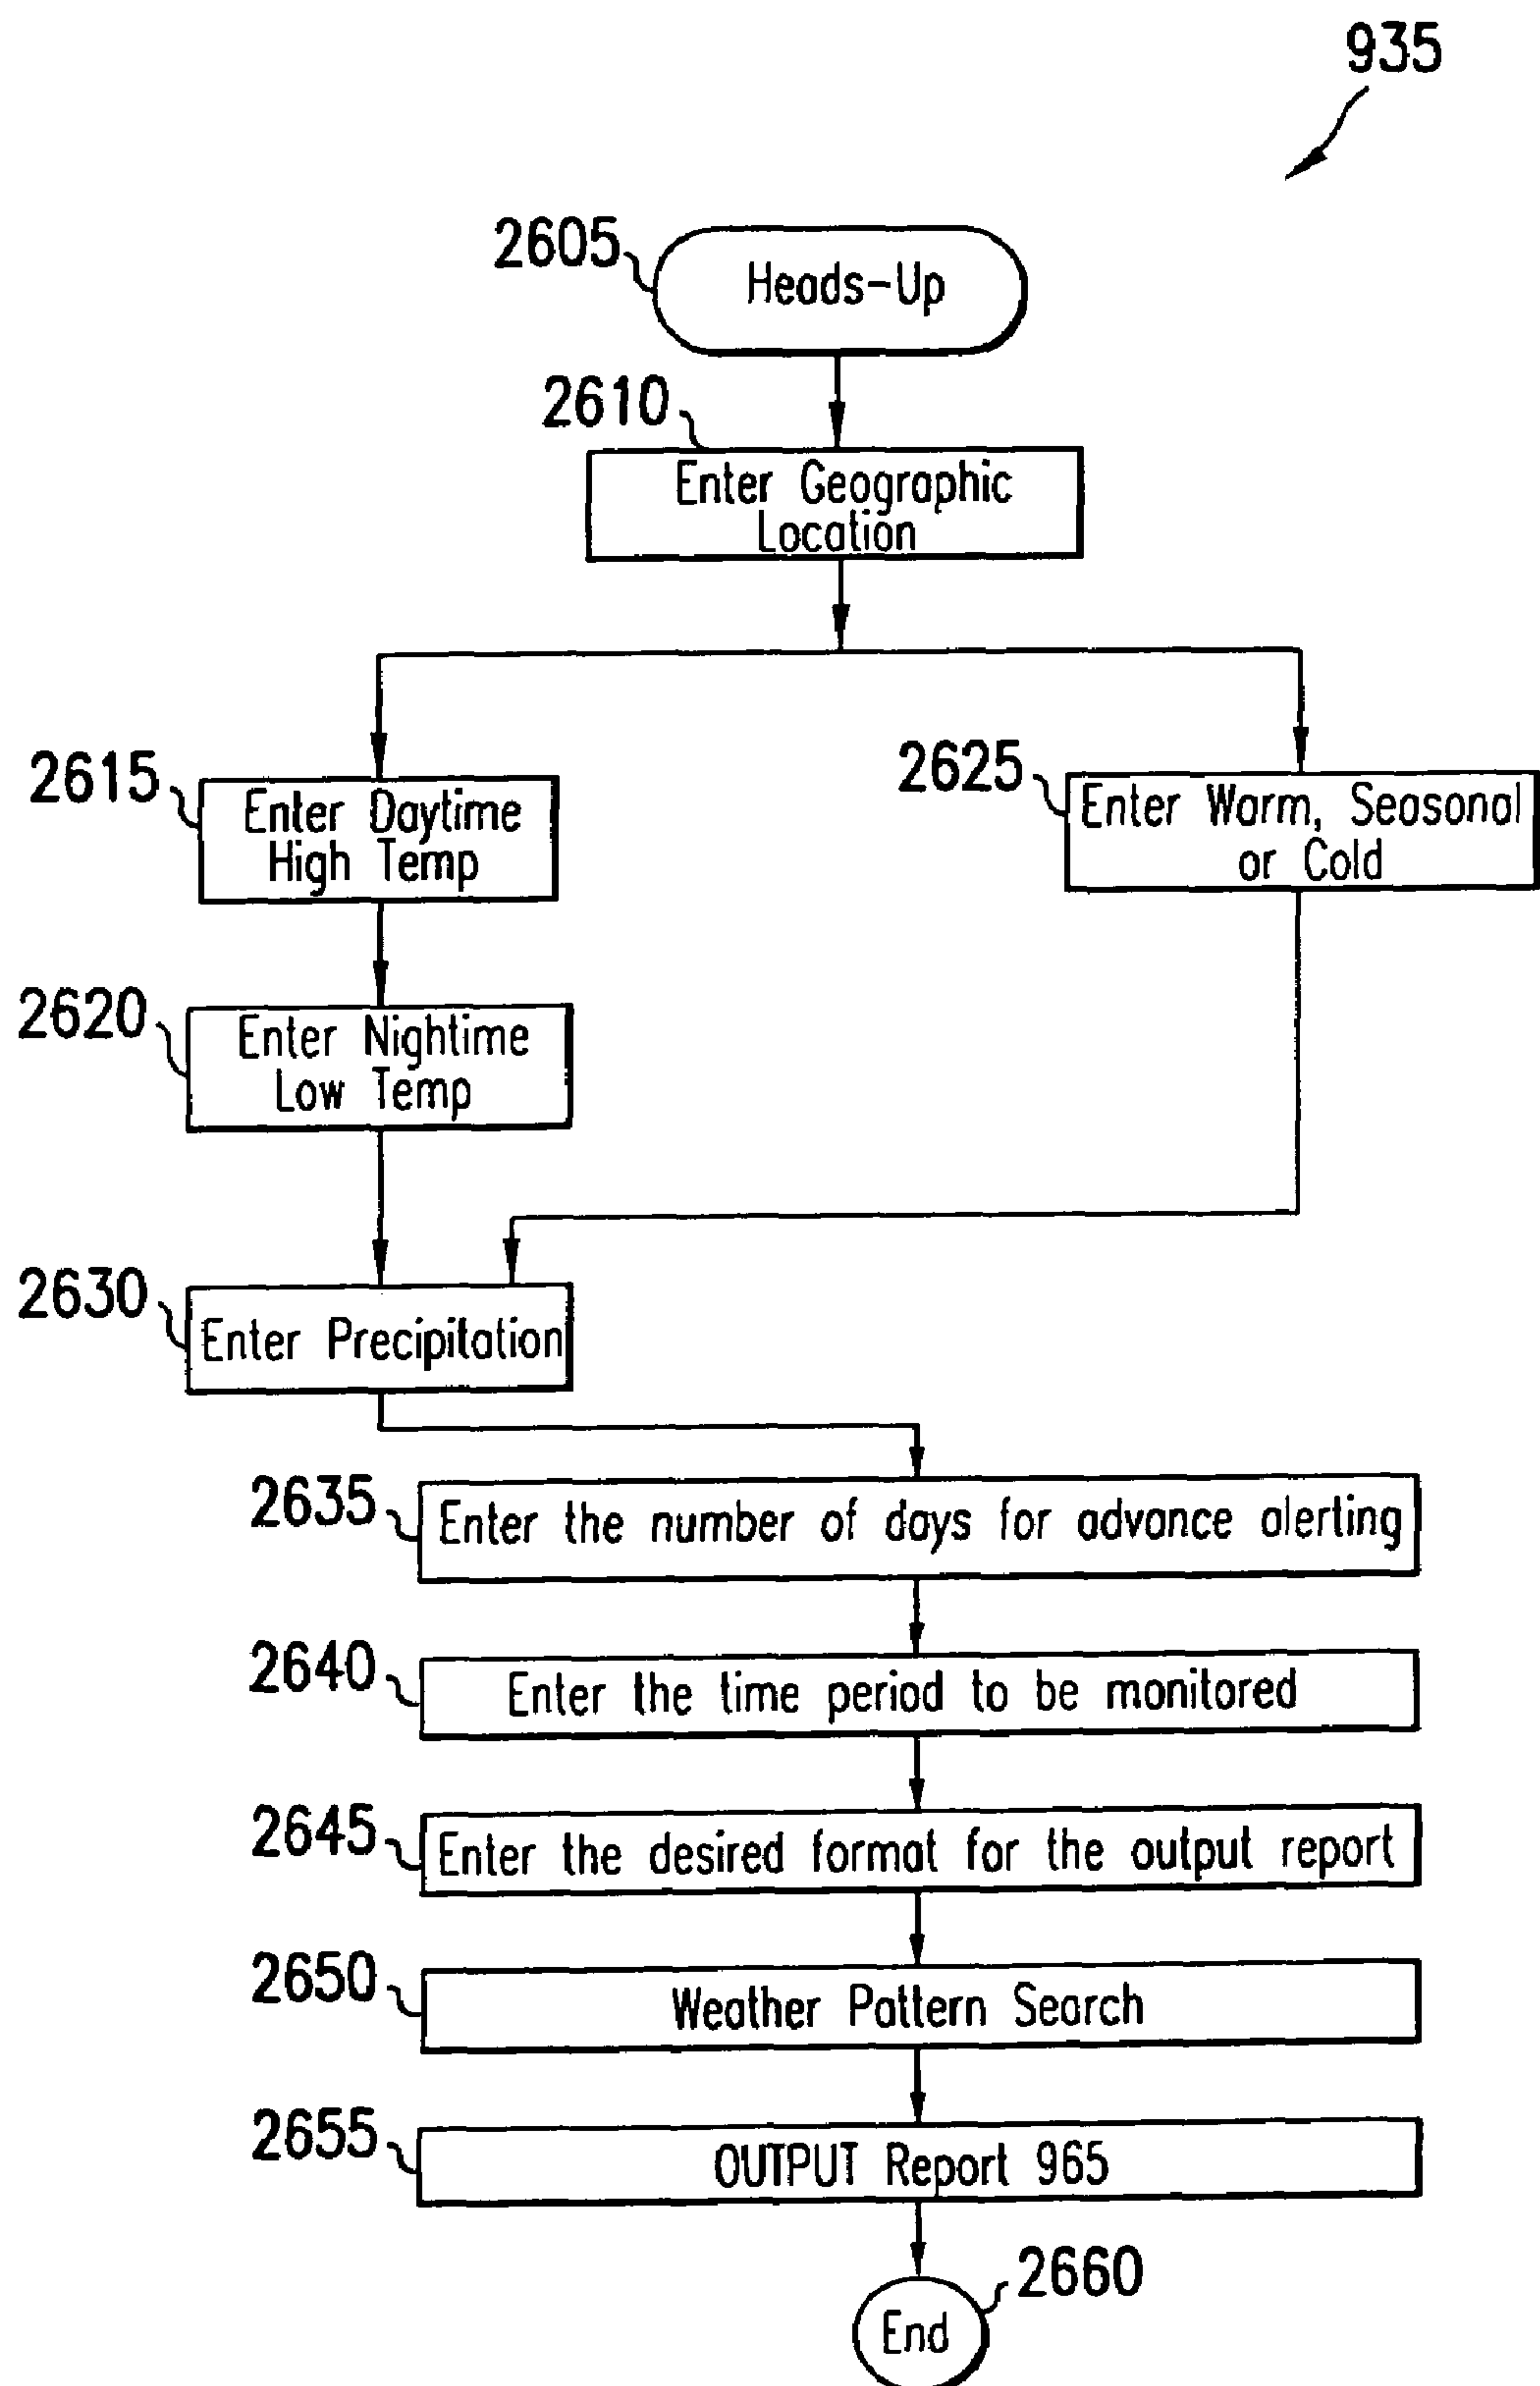 935
2605
Heads-Up
2610
Enter Geographic
Location
2615
Enter Daytime
High Temp
2625
Enter Warm, Seasonal
or Cold
2620
Enter Nightime
Low Temp
2630
Enter Precipitation
2635
Enter the number of days for advance alerting
2640
Enter the time period to be monitored
2645
Enter the desired format for the output report
2650
Weather Pattern Search
2655
OUTPUT Report 965
2660
End